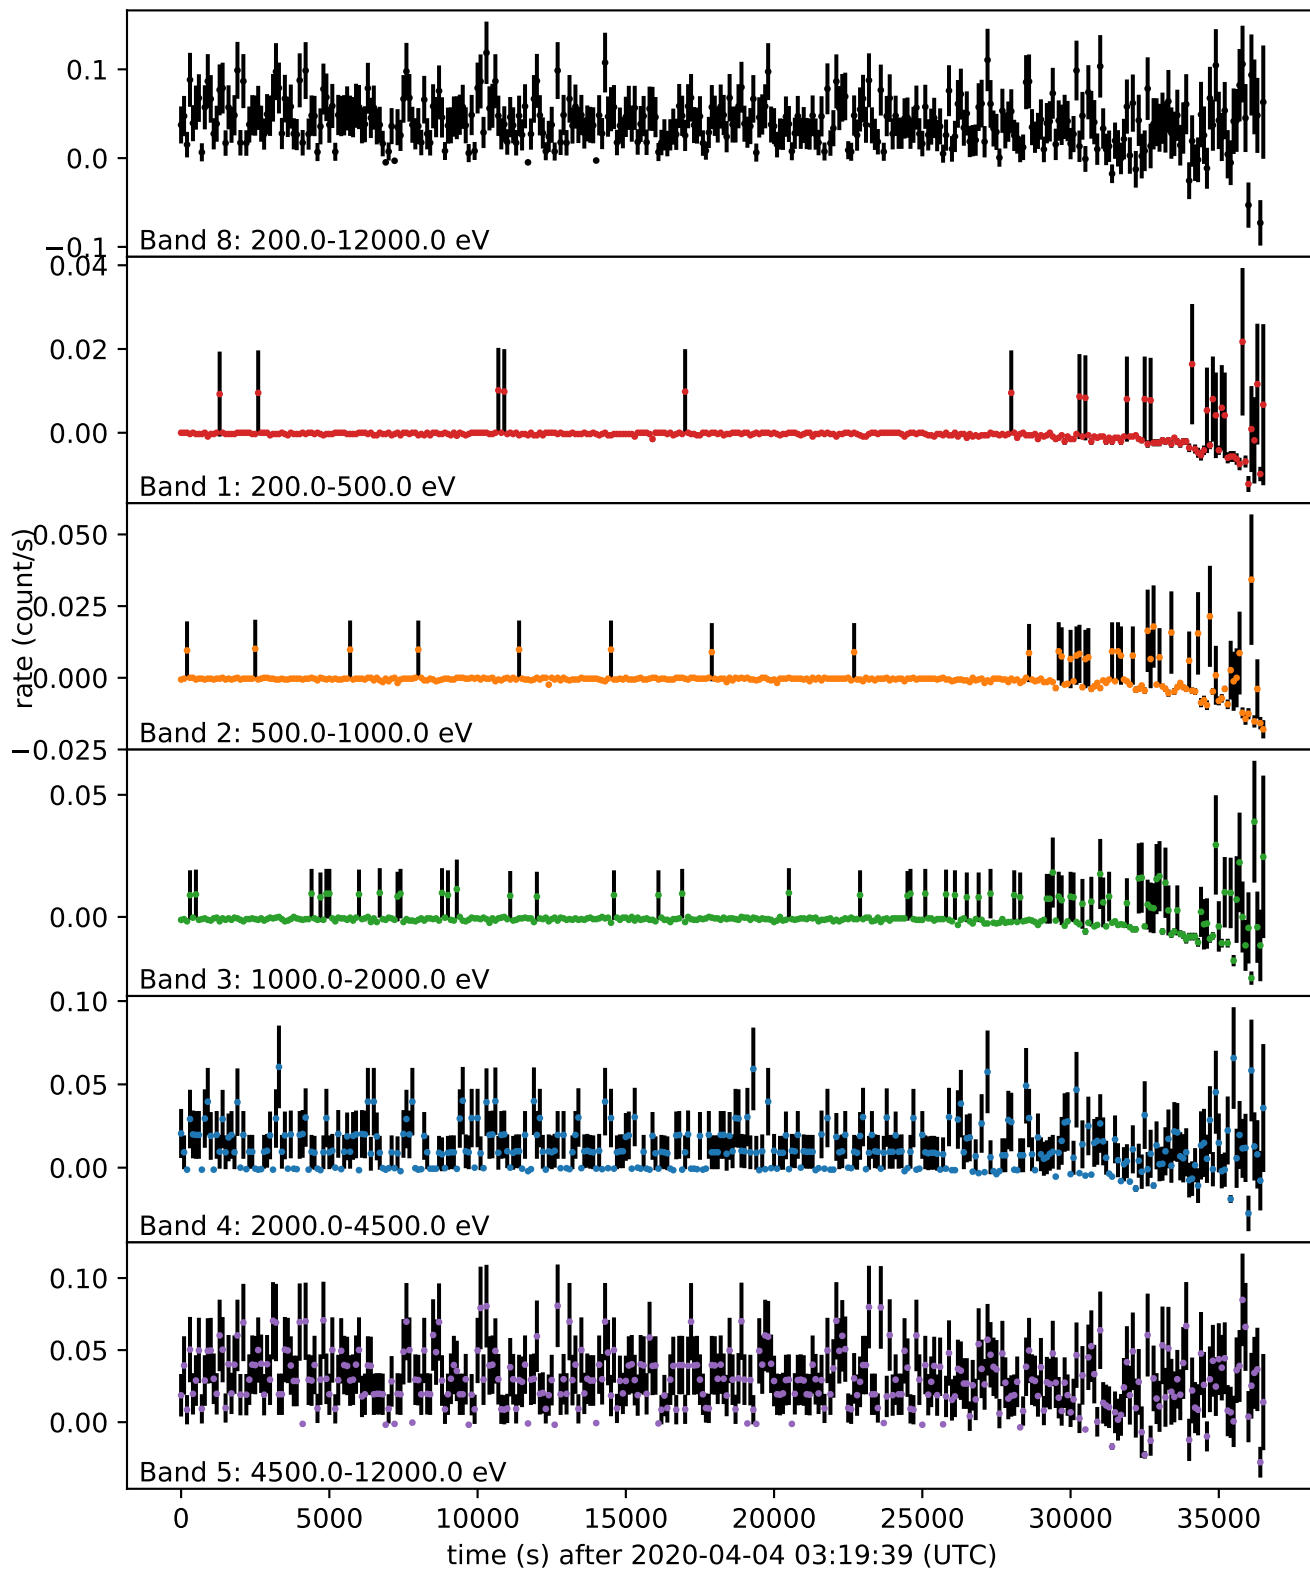 0.1
0.0
−0.1
Band 8: 200.0-12000.0 eV
0.04
0.02
0.00
Band 1: 200.0-500.0 eV
rate (count/s)
0.050
0.025
0.000
−0.025
Band 2: 500.0-1000.0 eV
0.05
0.00
Band 3: 1000.0-2000.0 eV
0.10
0.05
0.00
Band 4: 2000.0-4500.0 eV
0.10
0.05
0.00
Band 5: 4500.0-12000.0 eV
0 5000 10000 15000 20000 25000 30000 35000
time (s) after 2020-04-04 03:19:39 (UTC)